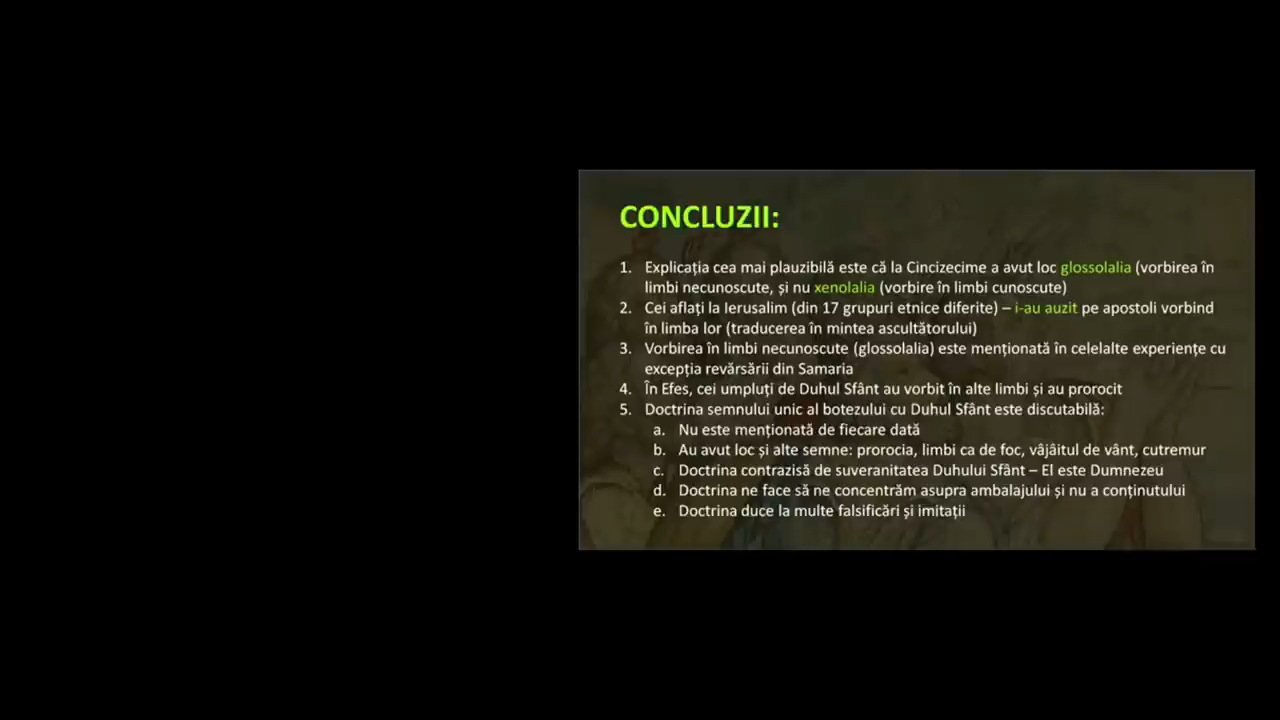 CONCLUZII:
1. Explicația cea mai plauzibilă este că la Cincizecime a avut loc glossolalia (vorbirea în
limbi necunoscute, și nu xenolalia (vorbire în limbi cunoscute)
2. Cei aflați la Ierusalim (din 17 grupuri etnice diferite) – i-au auzit pe apostoli vorbind
în limba lor (traducerea în mintea ascultătorului)
3. Vorbirea în limbi necunoscute (glossolalia) este menționată în celelalte experiențe cu
excepția revărsării din Samaria
4. În Efes, cei umpluți de Duhul Sfânt au vorbit în alte limbi și au prorocit
5. Doctrina semnului unic al botezului cu Duhul Sfânt este discutabilă:
a. Nu este menționată de fiecare dată
b. Au avut loc și alte semne: prorocia, limbi ca de foc, vâjâitul de vânt, cutremur
c. Doctrina contrazisă de suveranitatea Duhului Sfânt – El este Dumnezeu
d. Doctrina ne face să ne concentrăm asupra ambalajului și nu a conținutului
e. Doctrina duce la multe falsificări și imitații